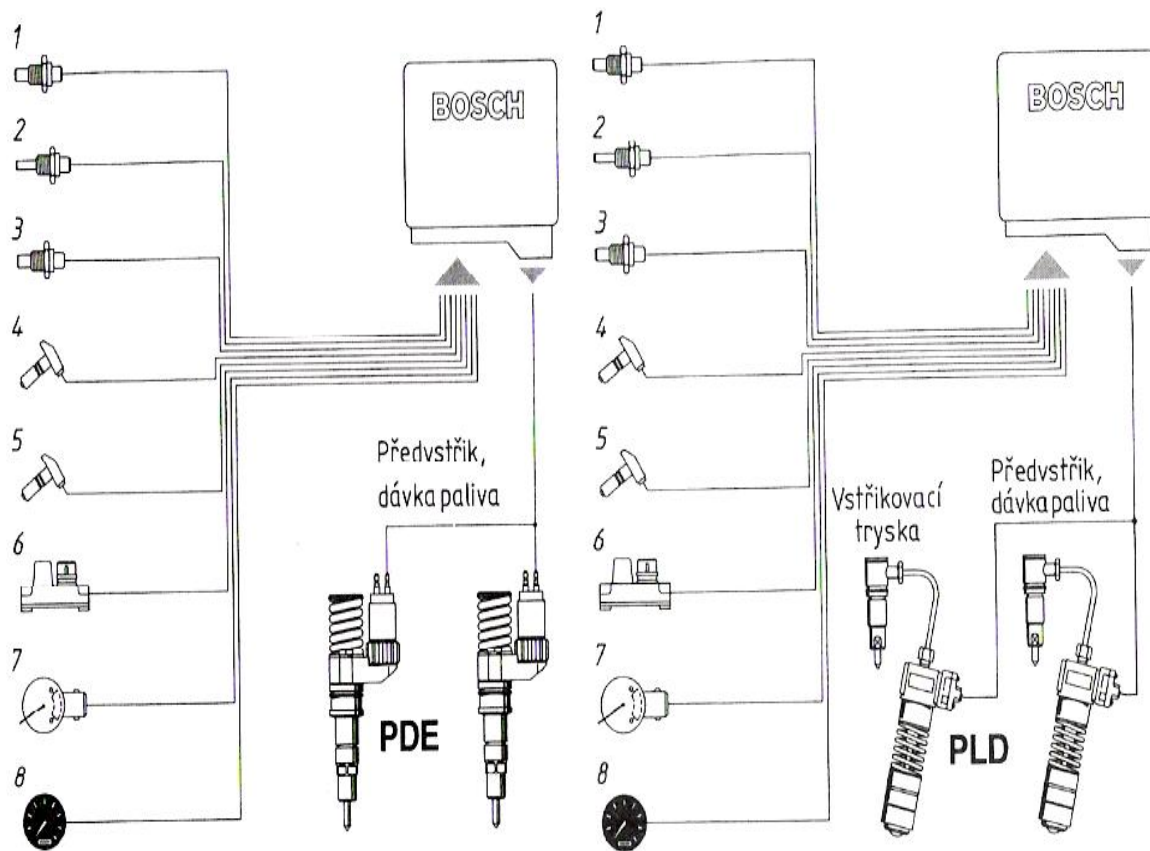 1
2
3
4
5
6
7
8
BOSCH
Předvstřik,
dávka paliva
PDE
1
2
3
4
5
6
7
8
BOSCH
Vstřikovací
tryska
Předvstřik,
dávka paliva
PLD